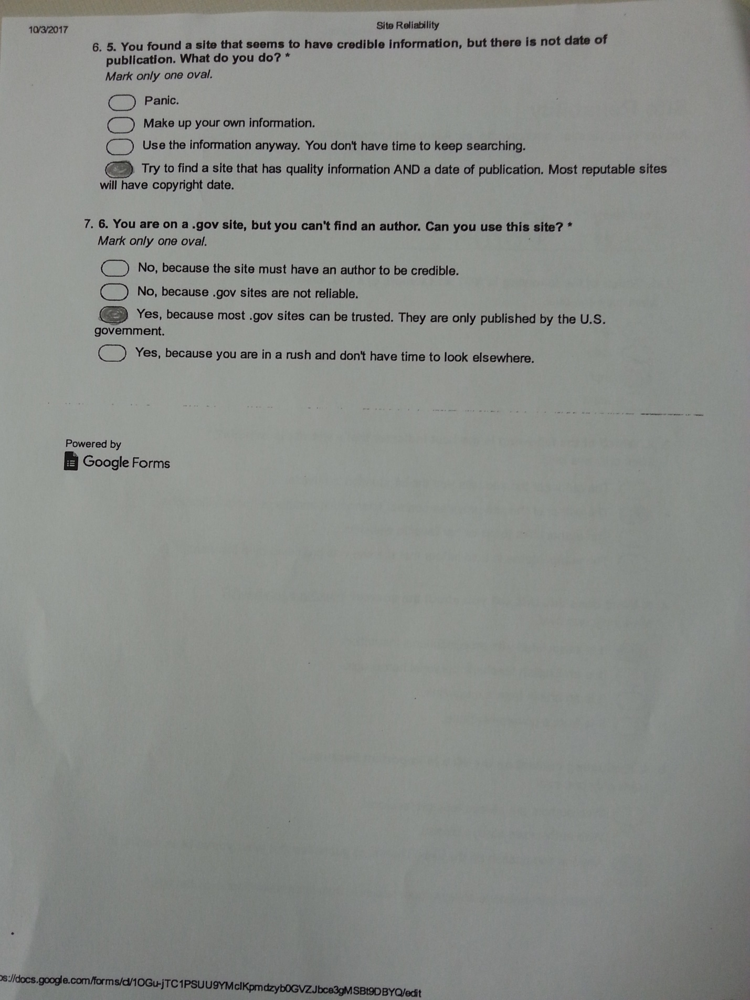 10/3/2017
Site Reliability
6. 5. You found a site that seems to have credible information, but there is not date of
publication. What do you do? *
Mark only one oval.
Panic.
Make up your own information.
Use the information anyway. You don't have time to keep searching.
Try to find a site that has quality information AND a date of publication. Most reputable sites
will have copyright date.
7. 6. You are on a .gov site, but you can't find an author. Can you use this site? *
Mark only one oval.
No, because the site must have an author to be credible.
No, because .gov sites are not reliable.
Yes, because most .gov sites can be trusted. They are only published by the U.S.
government.
Yes, because you are in a rush and don't have time to look elsewhere.
Powered by
Google Forms
ps://docs.google.com/forms/d/1OGu-jTC1PSUU9YMclKpmdzyb0GVZJbce3gMSBt9DBYQ/edit